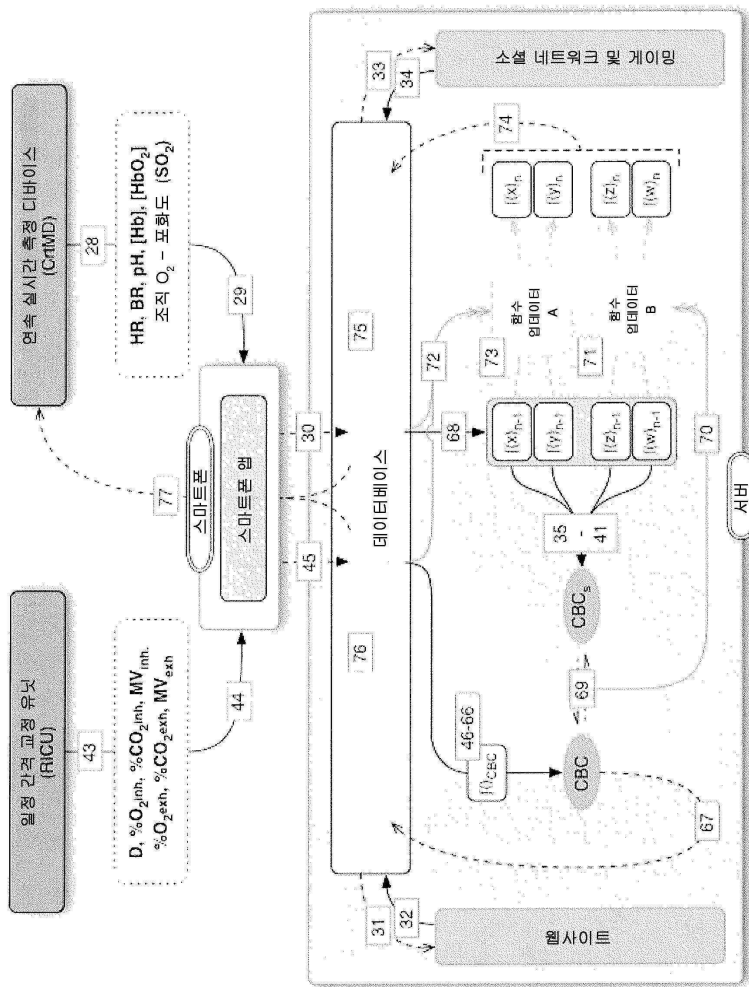 일정 간격 교정 유닛
(RICU)
연속 실시간 측정 디바이스
(CrtMD)
43
77
28
D, %O₂inh, %CO₂inh, MVinh.
%O₂exh, %CO₂exh, MVexh
스마트폰
HR, BR, pH, [Hb], [HbO₂]
조직 O₂ - 포화도 (SO₂)
44
스마트폰 앱
29
45
30
76
75
31
데이터베이스
33
32
34
46-66
68
72
∫()CBC
73
74
웹사이트
소셜 네트워크 및 게이밍
∫(x)n-1
∫(y)n-1
∫(z)n-1
∫(w)n-1
함수
업데이터
A
∫(x)n
∫(y)n
71
함수
업데이터
B
∫(z)n
∫(w)n
35
-
41
CBC
69
CBCs
67
70
서버